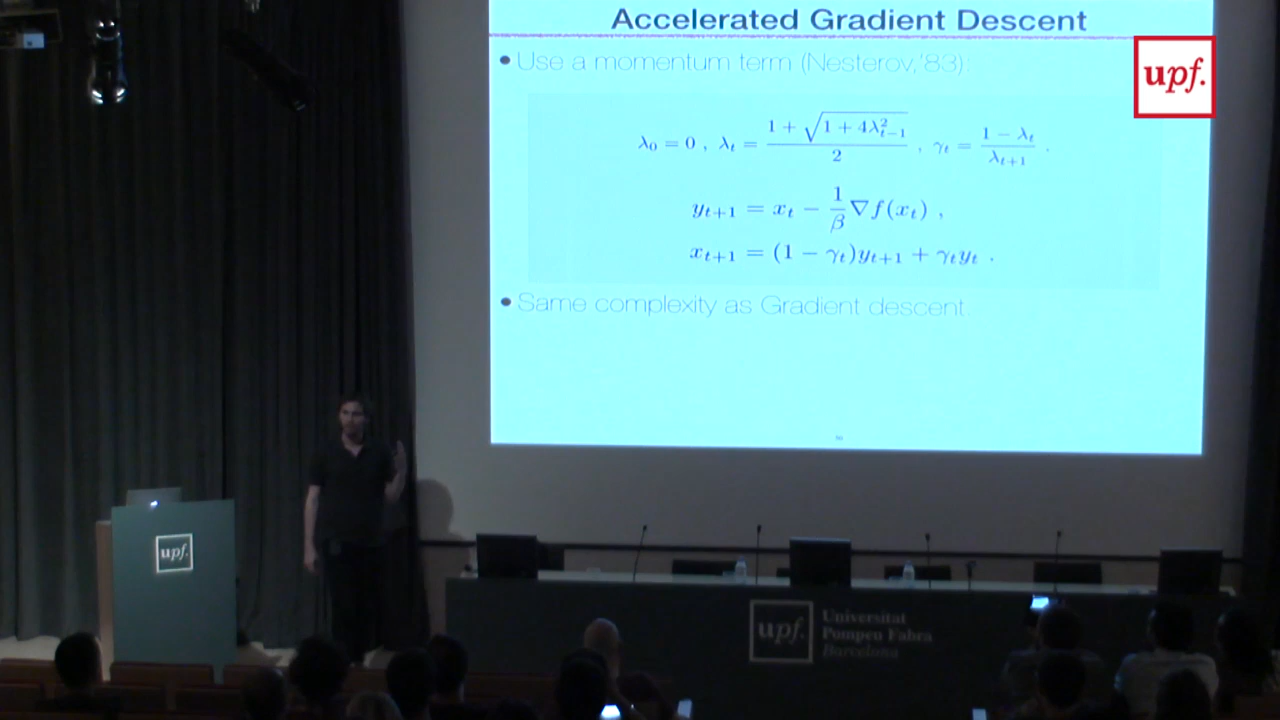 Accelerated Gradient Descent
• Use a momentum term (Nesterov,'83):
λ₀ = 0 , λₜ = (1 + √(1 + 4λ²ₜ₋₁)) / 2 , γₜ = (1 − λₜ) / λₜ₊₁ .
yₜ₊₁ = xₜ − (1/β) ∇f(xₜ) ,
xₜ₊₁ = (1 − γₜ)yₜ₊₁ + γₜyₜ .
• Same complexity as Gradient descent.
upf.
upf.
upf.
Universitat
Pompeu Fabra
Barcelona